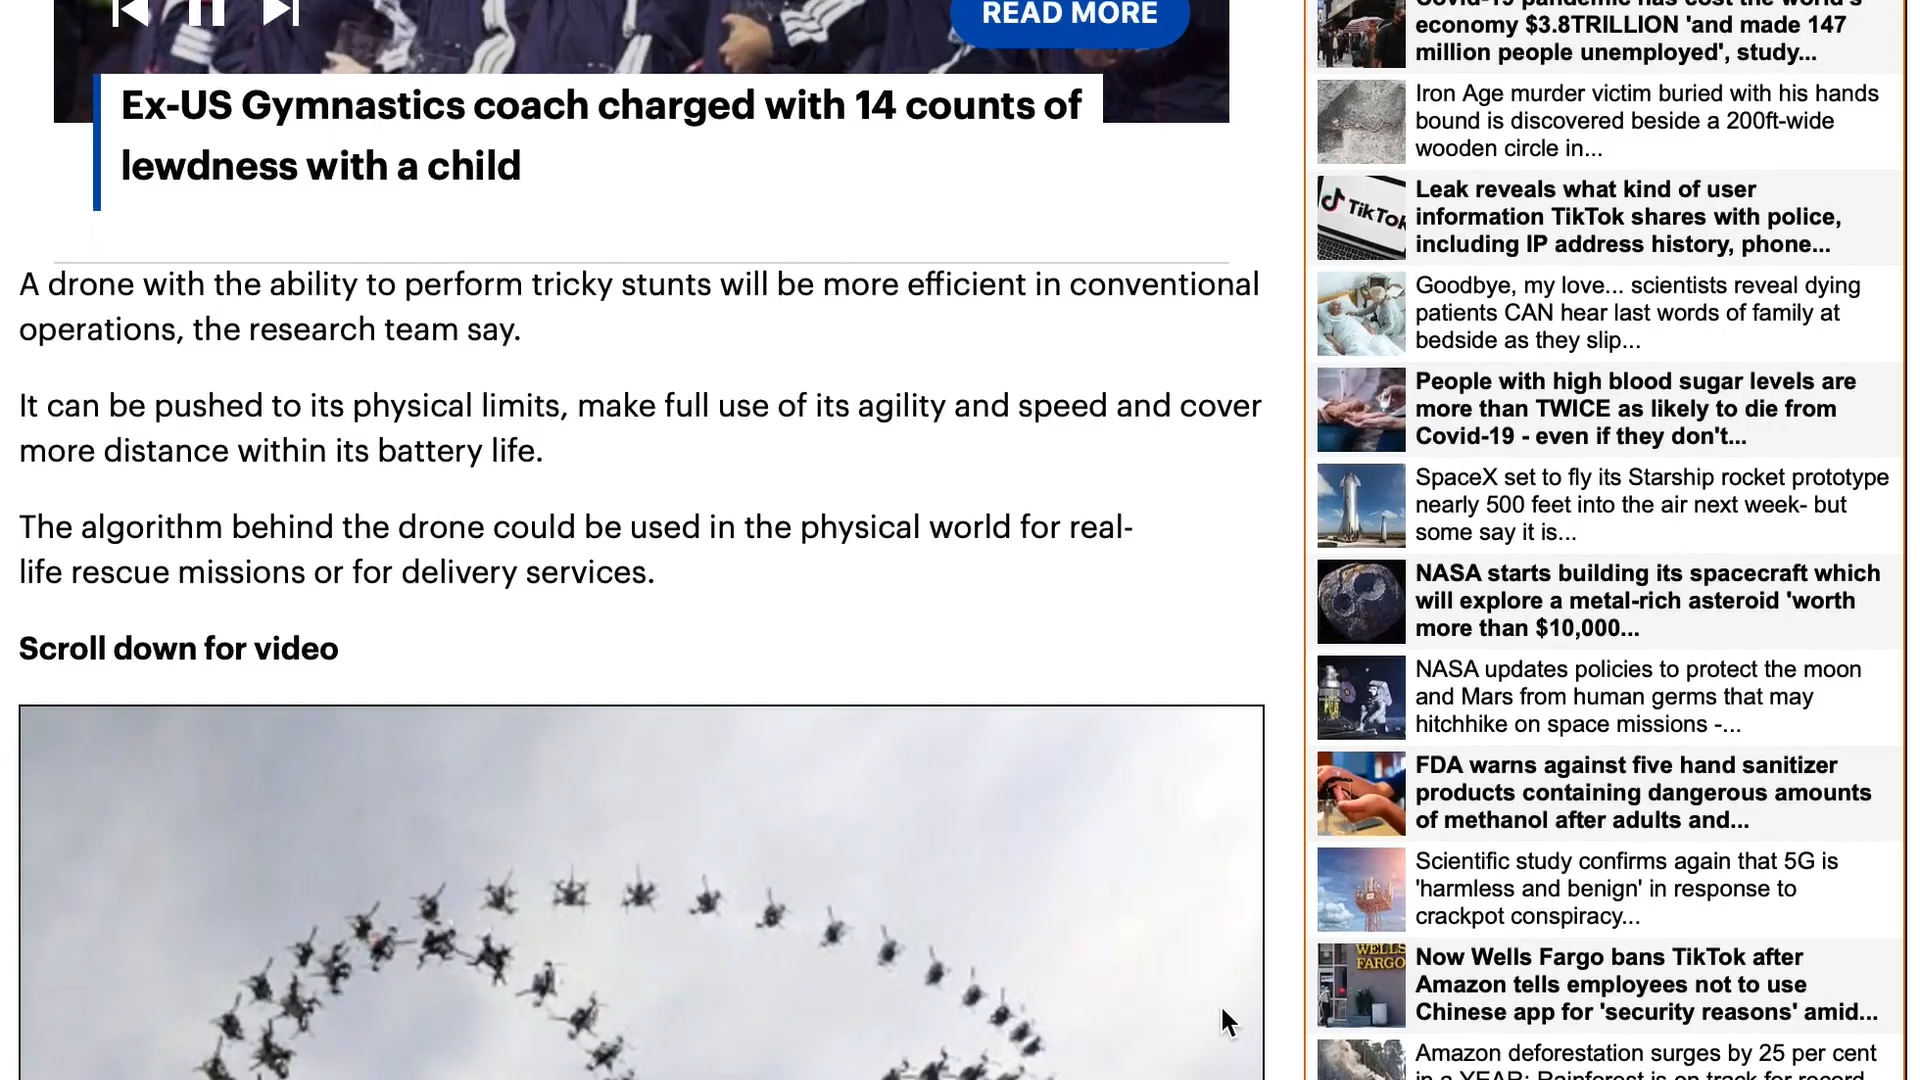 READ MORE
Ex-US Gymnastics coach charged with 14 counts of
lewdness with a child
A drone with the ability to perform tricky stunts will be more efficient in conventional
operations, the research team say.
It can be pushed to its physical limits, make full use of its agility and speed and cover
more distance within its battery life.
The algorithm behind the drone could be used in the physical world for real-
life rescue missions or for delivery services.
Scroll down for video
Covid-19 pandemic has cost the world's
economy $3.8TRILLION 'and made 147
million people unemployed', study...
Iron Age murder victim buried with his hands
bound is discovered beside a 200ft-wide
wooden circle in...
TikTok
Leak reveals what kind of user
information TikTok shares with police,
including IP address history, phone...
Goodbye, my love... scientists reveal dying
patients CAN hear last words of family at
bedside as they slip...
People with high blood sugar levels are
more than TWICE as likely to die from
Covid-19 - even if they don't...
SpaceX set to fly its Starship rocket prototype
nearly 500 feet into the air next week- but
some say it is...
NASA starts building its spacecraft which
will explore a metal-rich asteroid 'worth
more than $10,000...
NASA updates policies to protect the moon
and Mars from human germs that may
hitchhike on space missions -...
FDA warns against five hand sanitizer
products containing dangerous amounts
of methanol after adults and...
Scientific study confirms again that 5G is
'harmless and benign' in response to
crackpot conspiracy...
WELLS
FARGO
Now Wells Fargo bans TikTok after
Amazon tells employees not to use
Chinese app for 'security reasons' amid...
Amazon deforestation surges by 25 per cent
in a YEAR: Rainforest is on track for record